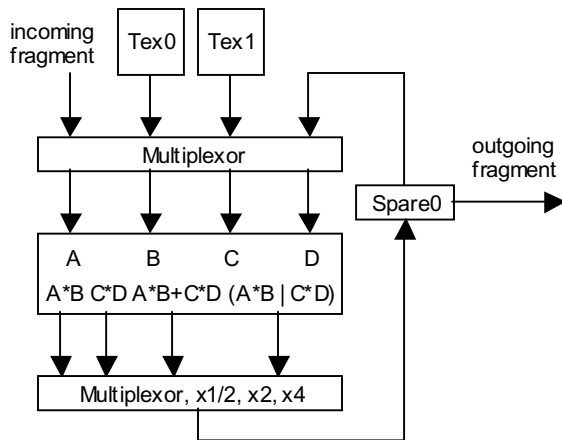 incoming
fragment
Tex0
Tex1
Multiplexor
outgoing
fragment
Spare0
A B C D
A*B C*D A*B+C*D (A*B | C*D)
Multiplexor, x1/2, x2, x4